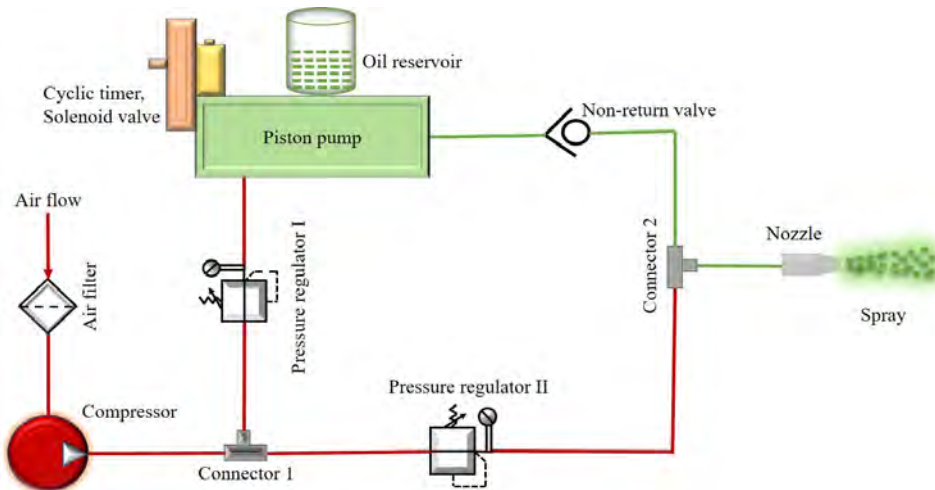 Oil reservoir
Cyclic timer,
Solenoid valve
Non-return valve
Piston pump
Air flow
Pressure regulator I
Connector 2
Nozzle
Air filter
Spray
Pressure regulator II
Compressor
Connector 1